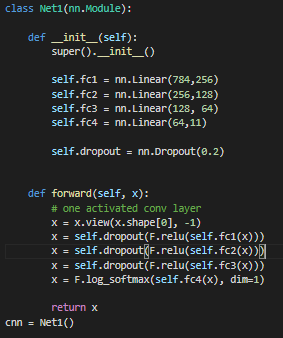 class Net1(nn.Module):
def __init__(self):
super().__init__()
self.fc1 = nn.Linear(784,256)
self.fc2 = nn.Linear(256,128)
self.fc3 = nn.Linear(128, 64)
self.fc4 = nn.Linear(64,11)
self.dropout = nn.Dropout(0.2)
def forward(self, x):
# one activated conv layer
x = x.view(x.shape[0], -1)
x = self.dropout(F.relu(self.fc1(x)))
x = self.dropout(F.relu(self.fc2(x)))
x = self.dropout(F.relu(self.fc3(x)))
x = F.log_softmax(self.fc4(x), dim=1)
return x
cnn = Net1()